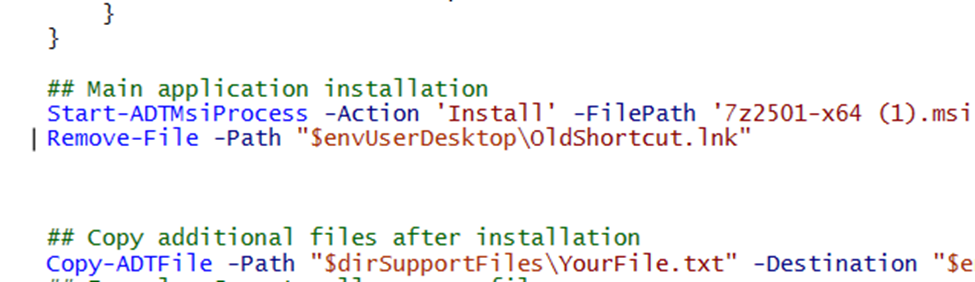 }
}
## Main application installation
Start-ADTMsiProcess -Action 'Install' -FilePath '7z2501-x64 (1).msi
Remove-File -Path "$envUserDesktop\OldShortcut.lnk"
## Copy additional files after installation
Copy-ADTFile -Path "$dirSupportFiles\YourFile.txt" -Destination "$e